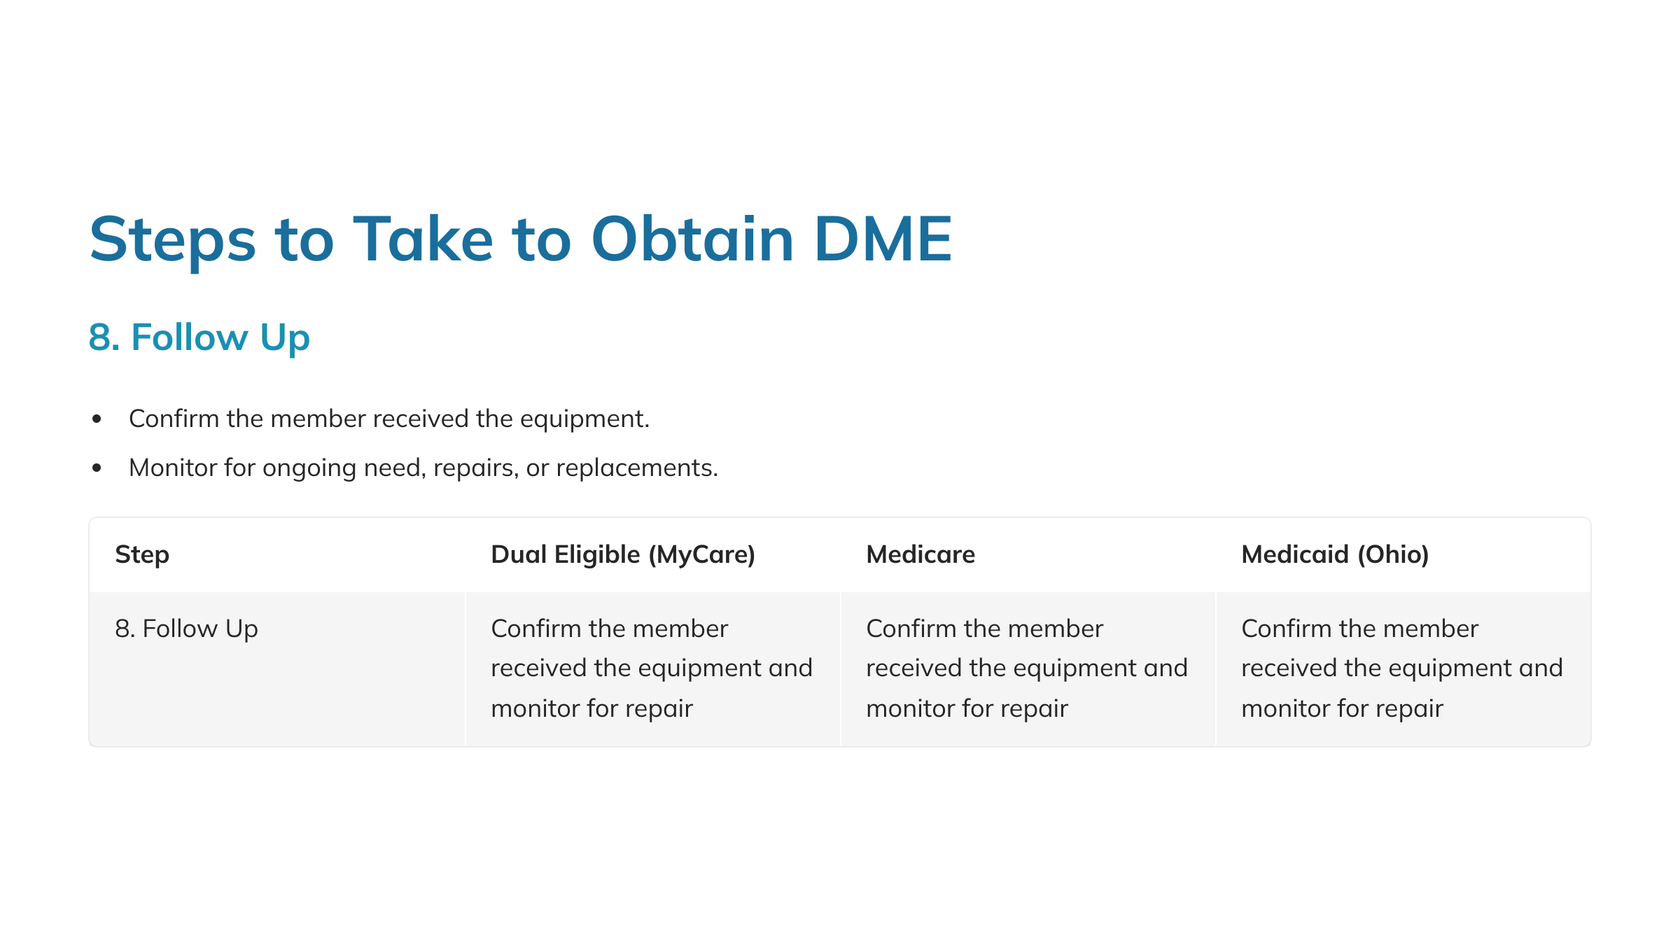 Steps to Take to Obtain DME
8. Follow Up
• Confirm the member received the equipment.
• Monitor for ongoing need, repairs, or replacements.
Step Dual Eligible (MyCare) Medicare Medicaid (Ohio)
8. Follow Up Confirm the member Confirm the member Confirm the member
received the equipment and received the equipment and received the equipment and
monitor for repair monitor for repair monitor for repair